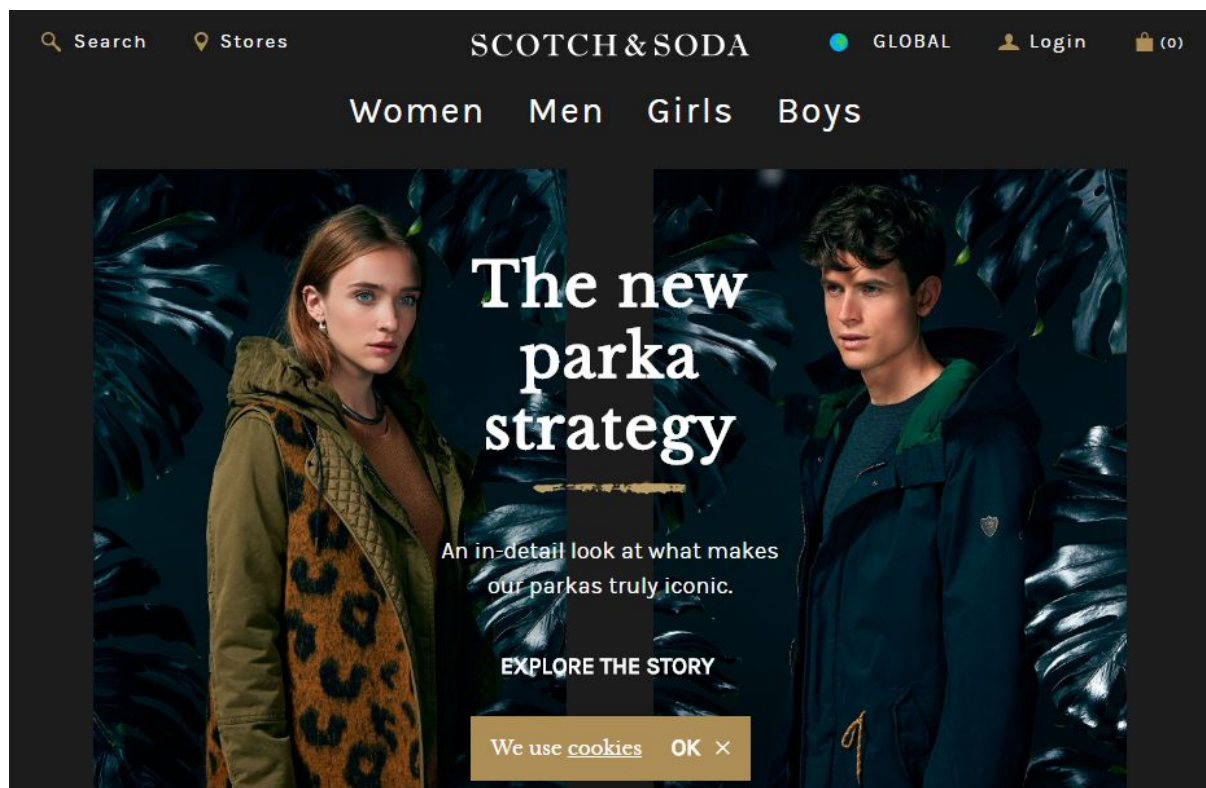 Search
Stores
SCOTCH & SODA
GLOBAL
Login
(0)
Women
Men
Girls
Boys
The new
parka
strategy
An in-detail look at what makes
our parkas truly iconic.
EXPLORE THE STORY
We use cookies OK ×